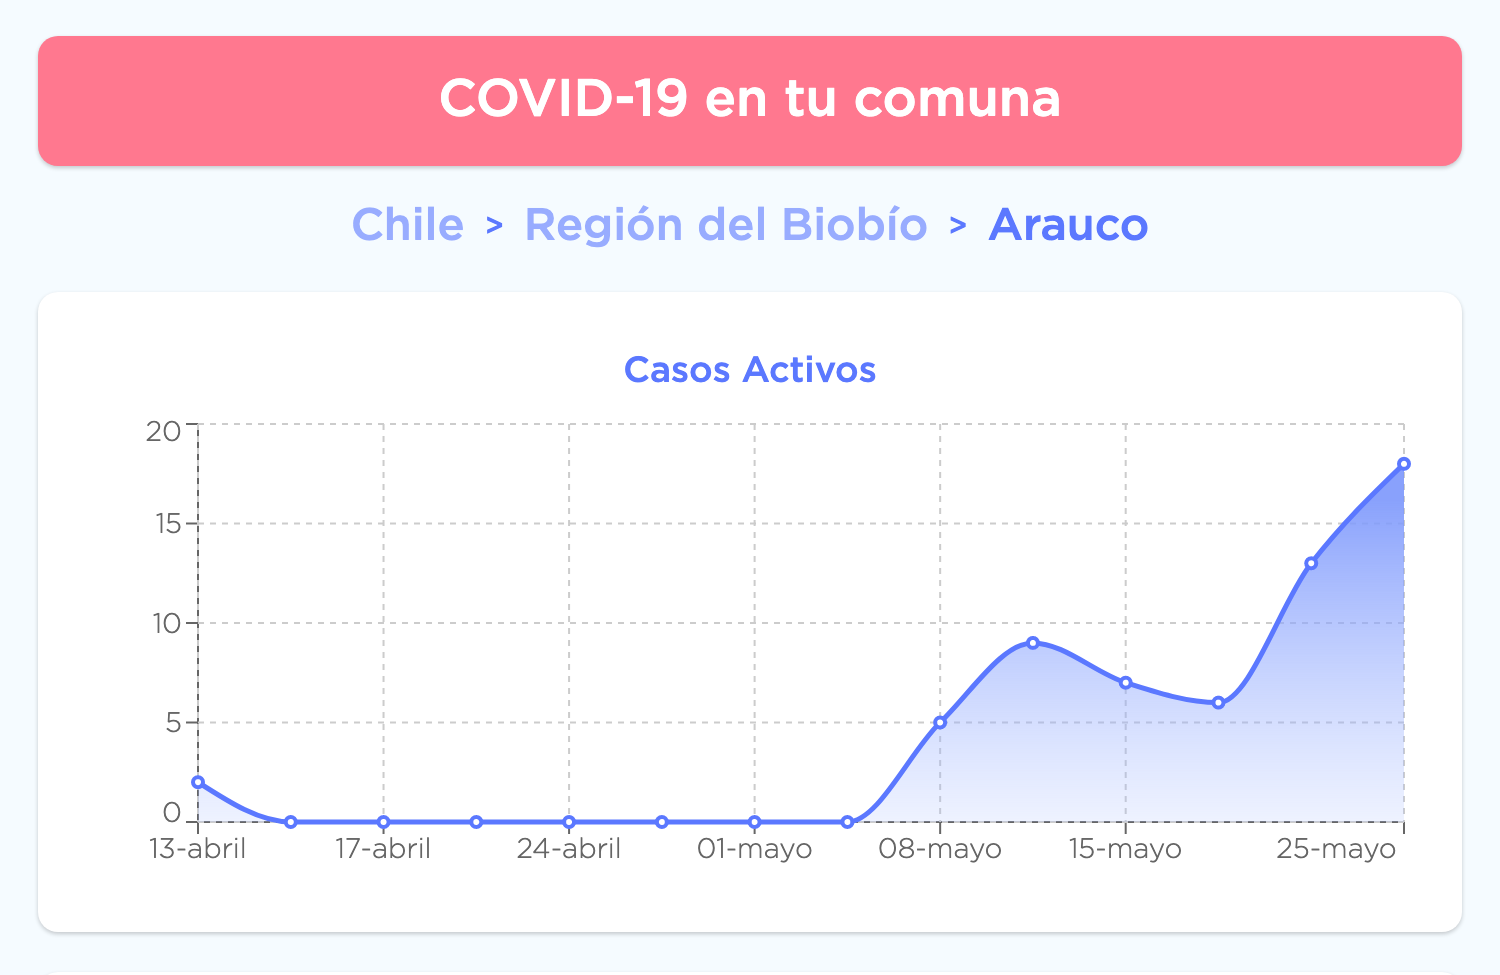 COVID-19 en tu comuna
Chile > Región del Biobío > Arauco
Casos Activos
20
15
10
5
0
13-abril 17-abril 24-abril 01-mayo 08-mayo 15-mayo 25-mayo